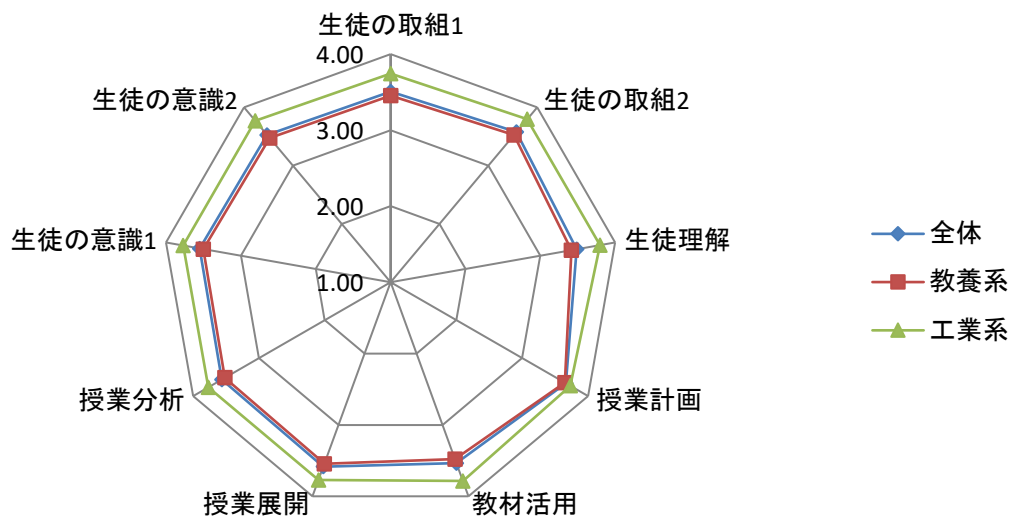 生徒の取組1
4.00
生徒の意識2
生徒の取組2
3.00
2.00
生徒の意識1
生徒理解
1.00
全体
教養系
工業系
授業分析
授業計画
授業展開
教材活用